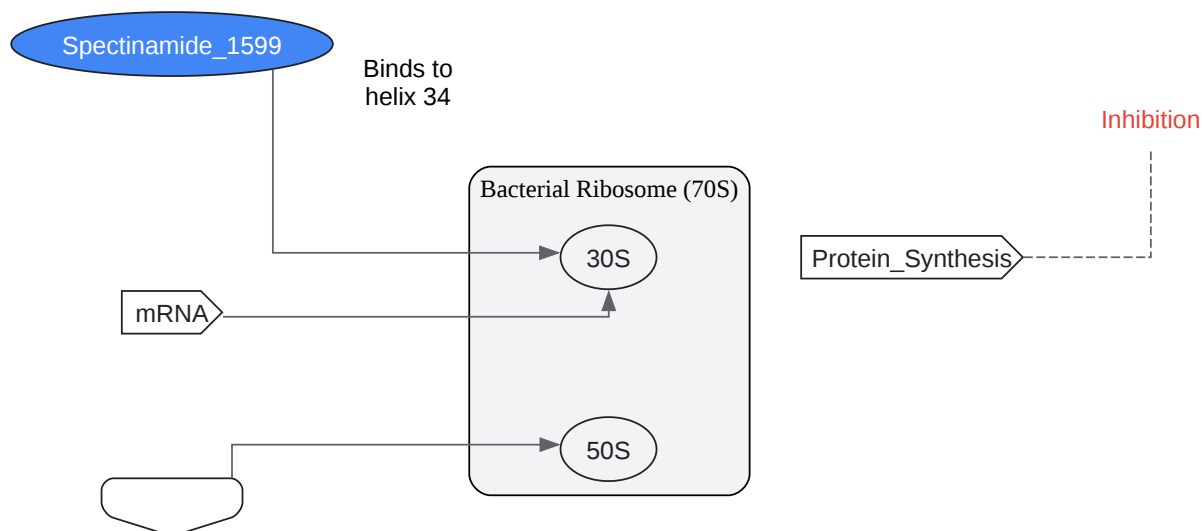 Spectinamide_1599
Binds to
helix 34
Inhibition
Bacterial Ribosome (70S)
30S
Protein_Synthesis
mRNA
50S